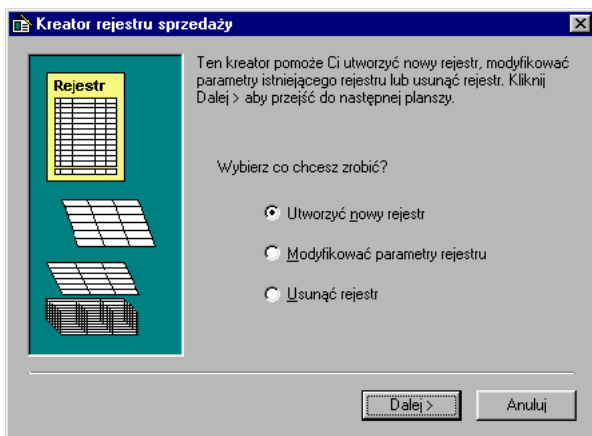 Kreator rejestru sprzedaży
Ten kreator pomoże Ci utworzyć nowy rejestr, modyfikować
parametry istniejącego rejestru lub usunąć rejestr. Kliknij
Dalej > aby przejść do następnej planszy.
Rejestr
Wybierz co chcesz zrobić?
Utworzyć nowy rejestr
Modyfikować parametry rejestru
Usunąć rejestr
Dalej >
Anuluj